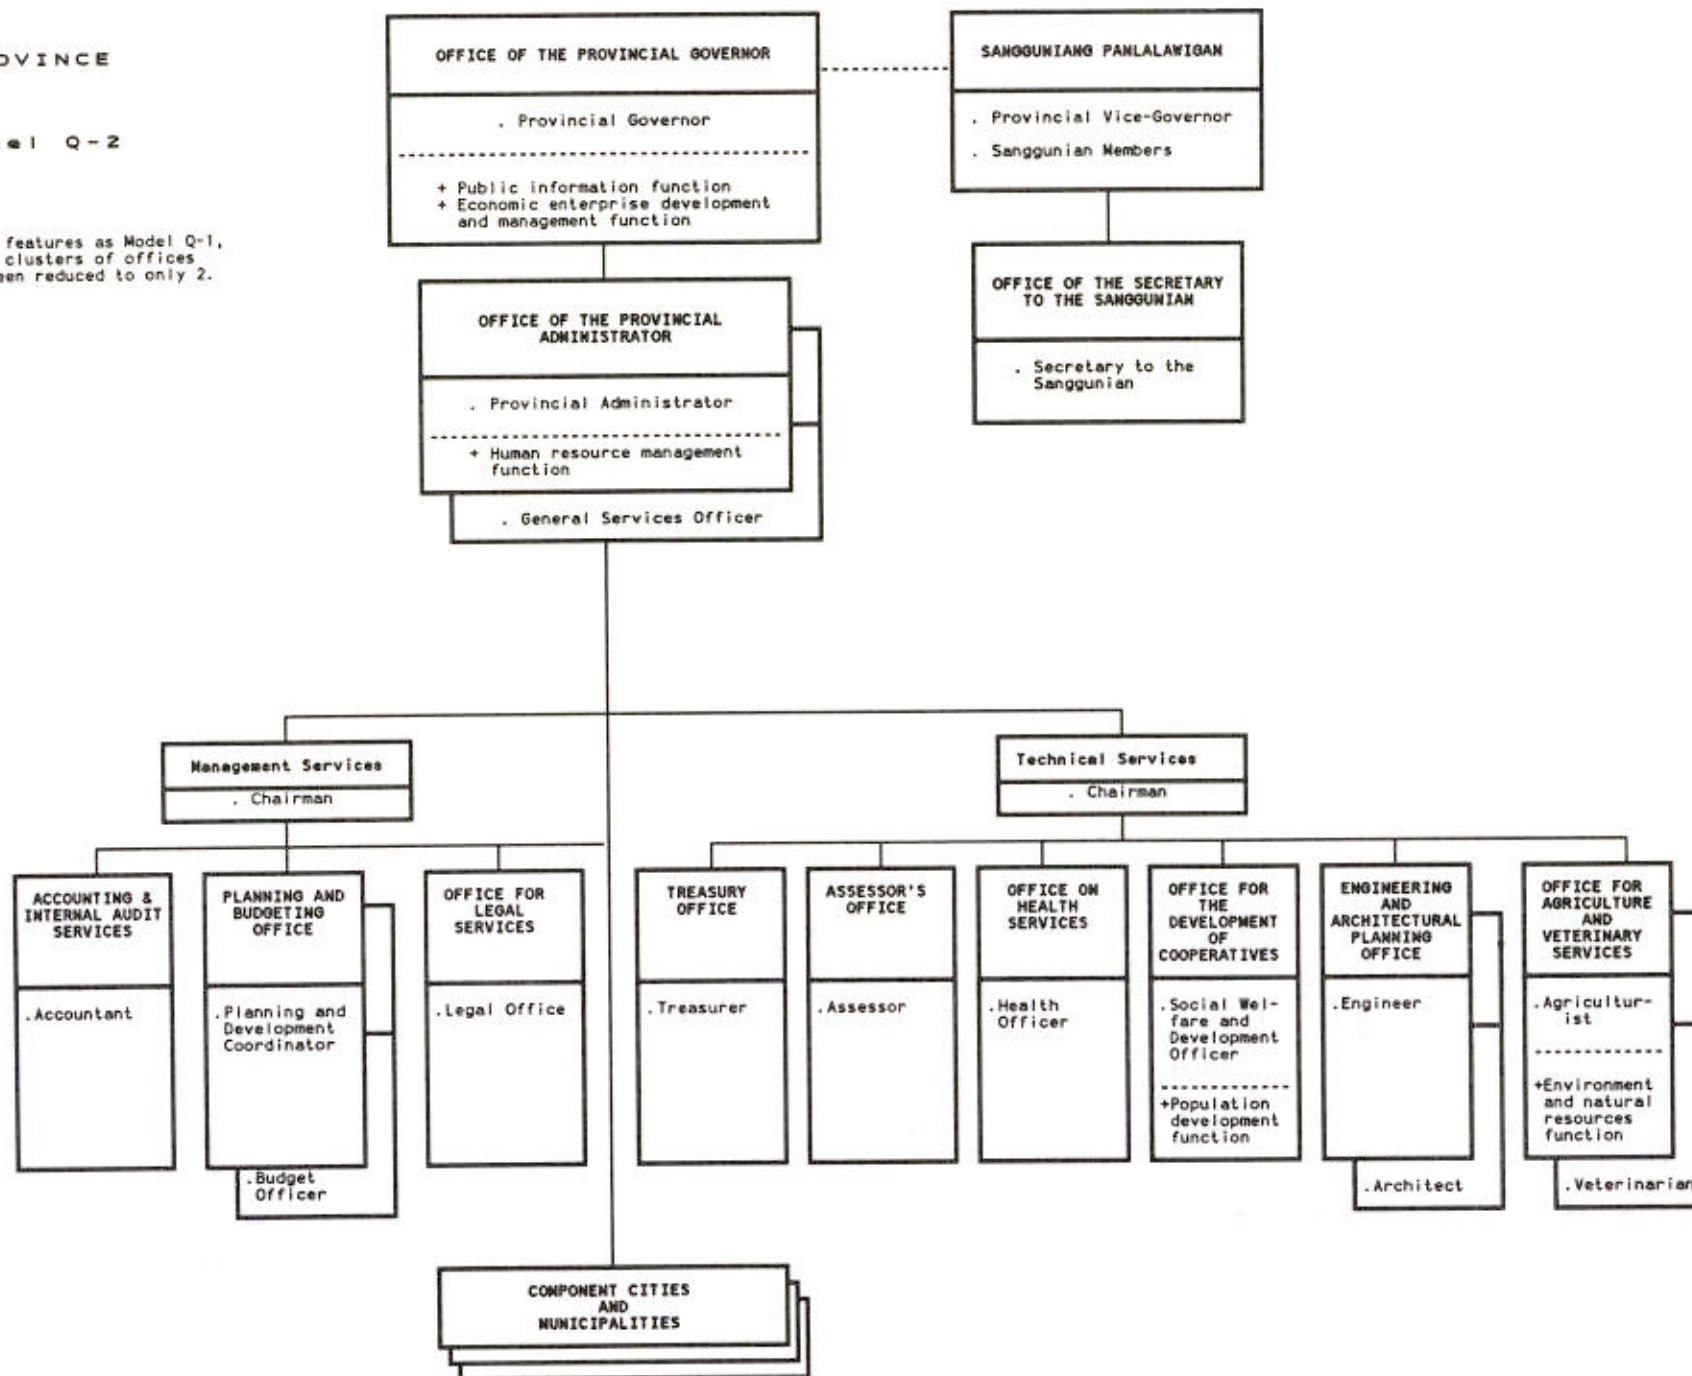 OVINCE
el Q-2
features as Model Q-1,
clusters of offices
een reduced to only 2.
OFFICE OF THE PROVINCIAL GOVERNOR
. Provincial Governor
+ Public information function
+ Economic enterprise development
and management function
SANGGUNIANG PANLALAWIGAN
. Provincial Vice-Governor
. Sanggunian Members
OFFICE OF THE SECRETARY
TO THE SANGGUNIAN
. Secretary to the
Sanggunian
OFFICE OF THE PROVINCIAL
ADMINISTRATOR
. Provincial Administrator
+ Human resource management
function
. General Services Officer
Management Services
. Chairman
Technical Services
. Chairman
ACCOUNTING &
INTERNAL AUDIT
SERVICES
.Accountant
PLANNING AND
BUDGETING
OFFICE
.Planning and
Development
Coordinator
.Budget
Officer
OFFICE FOR
LEGAL
SERVICES
.Legal Office
TREASURY
OFFICE
.Treasurer
ASSESSOR'S
OFFICE
.Assessor
OFFICE ON
HEALTH
SERVICES
.Health
Officer
OFFICE FOR
THE
DEVELOPMENT
OF
COOPERATIVES
.Social Wel-
fare and
Development
Officer
+Population
development
function
ENGINEERING
AND
ARCHITECTURAL
PLANNING
OFFICE
.Engineer
.Architect
OFFICE FOR
AGRICULTURE
AND
VETERINARY
SERVICES
.Agricultur-
ist
+Environment
and natural
resources
function
.Veterinarian
COMPONENT CITIES
AND
MUNICIPALITIES